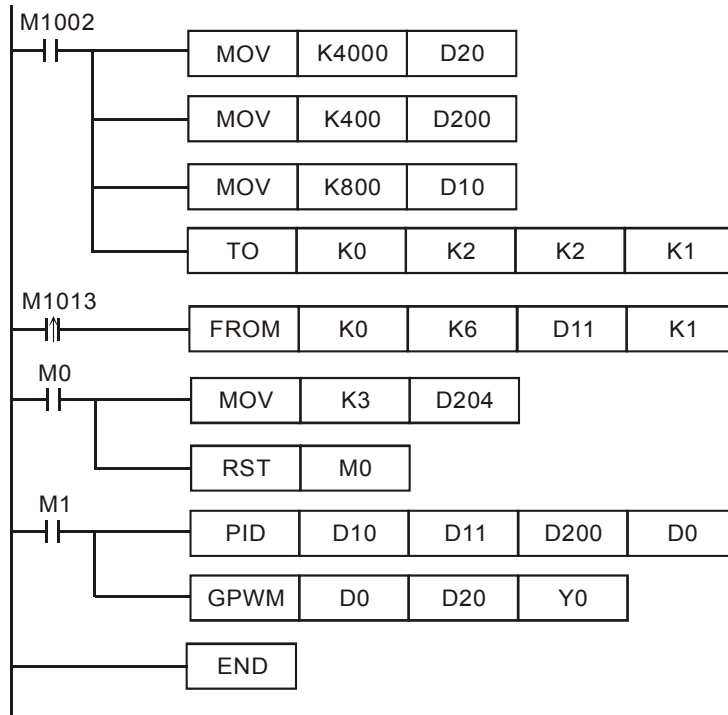 M1002
MOV K4000 D20
MOV K400 D200
MOV K800 D10
TO K0 K2 K2 K1
M1013
FROM K0 K6 D11 K1
M0
MOV K3 D204
RST M0
M1
PID D10 D11 D200 D0
GPWM D0 D20 Y0
END